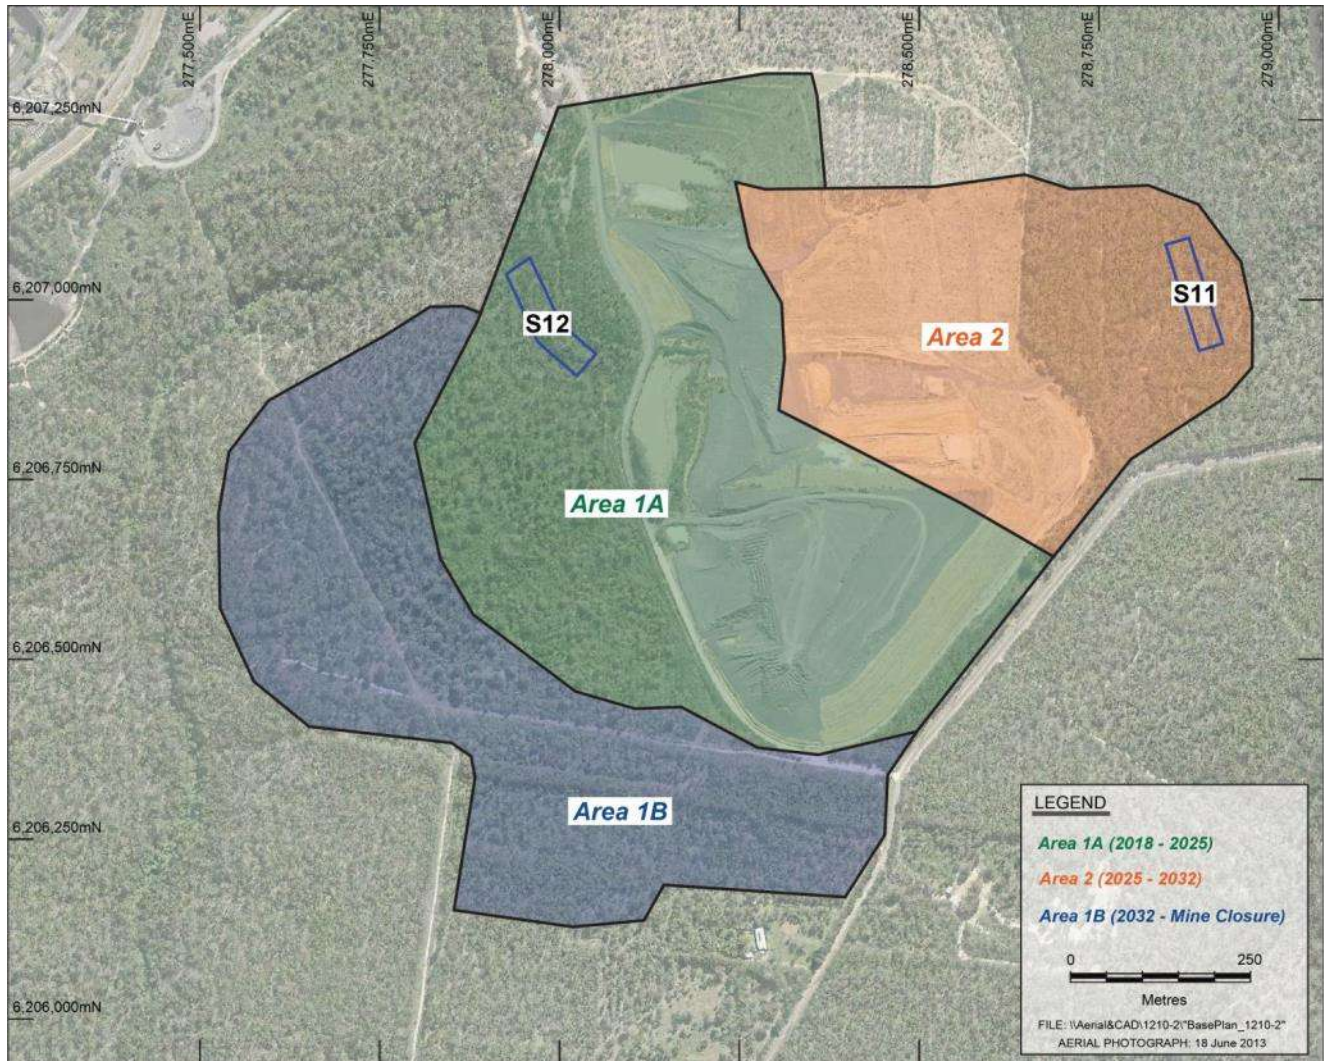 277,500mE
277,750mE
278,000mE
278,500mE
278,750mE
279,000mE
6,207,250mN
6,207,000mN
6,206,750mN
6,206,500mN
6,206,250mN
6,206,000mN
S12
S11
Area 2
Area 1A
Area 1B
LEGEND
Area 1A (2018 - 2025)
Area 2 (2025 - 2032)
Area 1B (2032 - Mine Closure)
0 250
Metres
FILE: \\Aerial&CAD\1210-2\"BasePlan_1210-2"
AERIAL PHOTOGRAPH: 18 June 2013